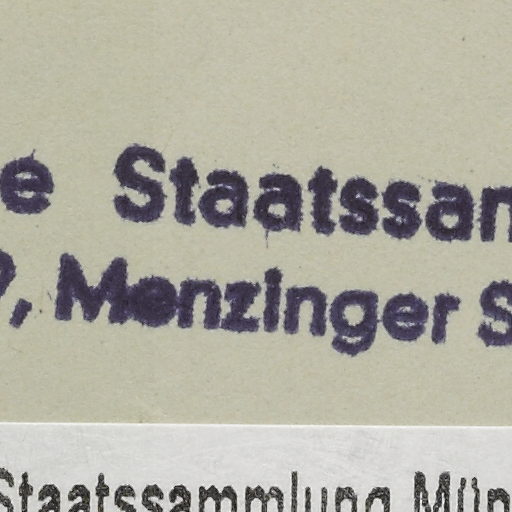 e Staatssam
, Menzinger S
Staatssammlung Mün